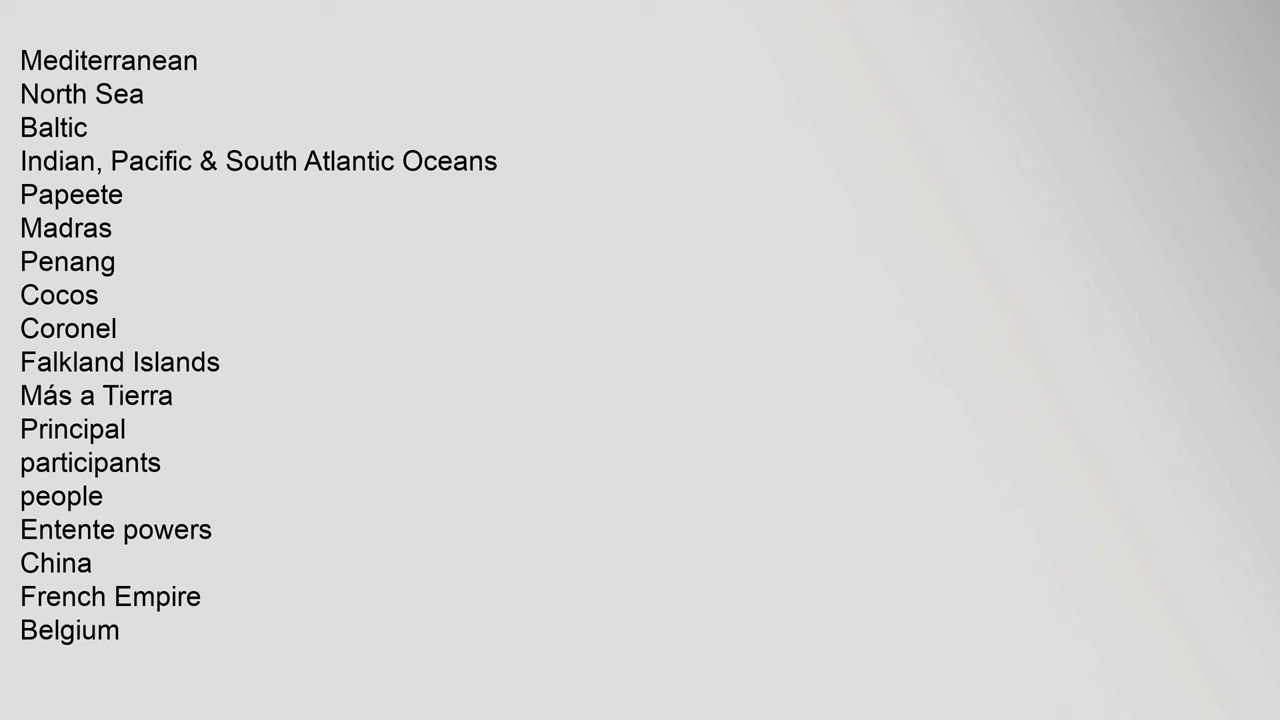 Mediterranean
North Sea
Baltic
Indian, Pacific & South Atlantic Oceans
Papeete
Madras
Penang
Cocos
Coronel
Falkland Islands
Más a Tierra
Principal
participants
people
Entente powers
China
French Empire
Belgium